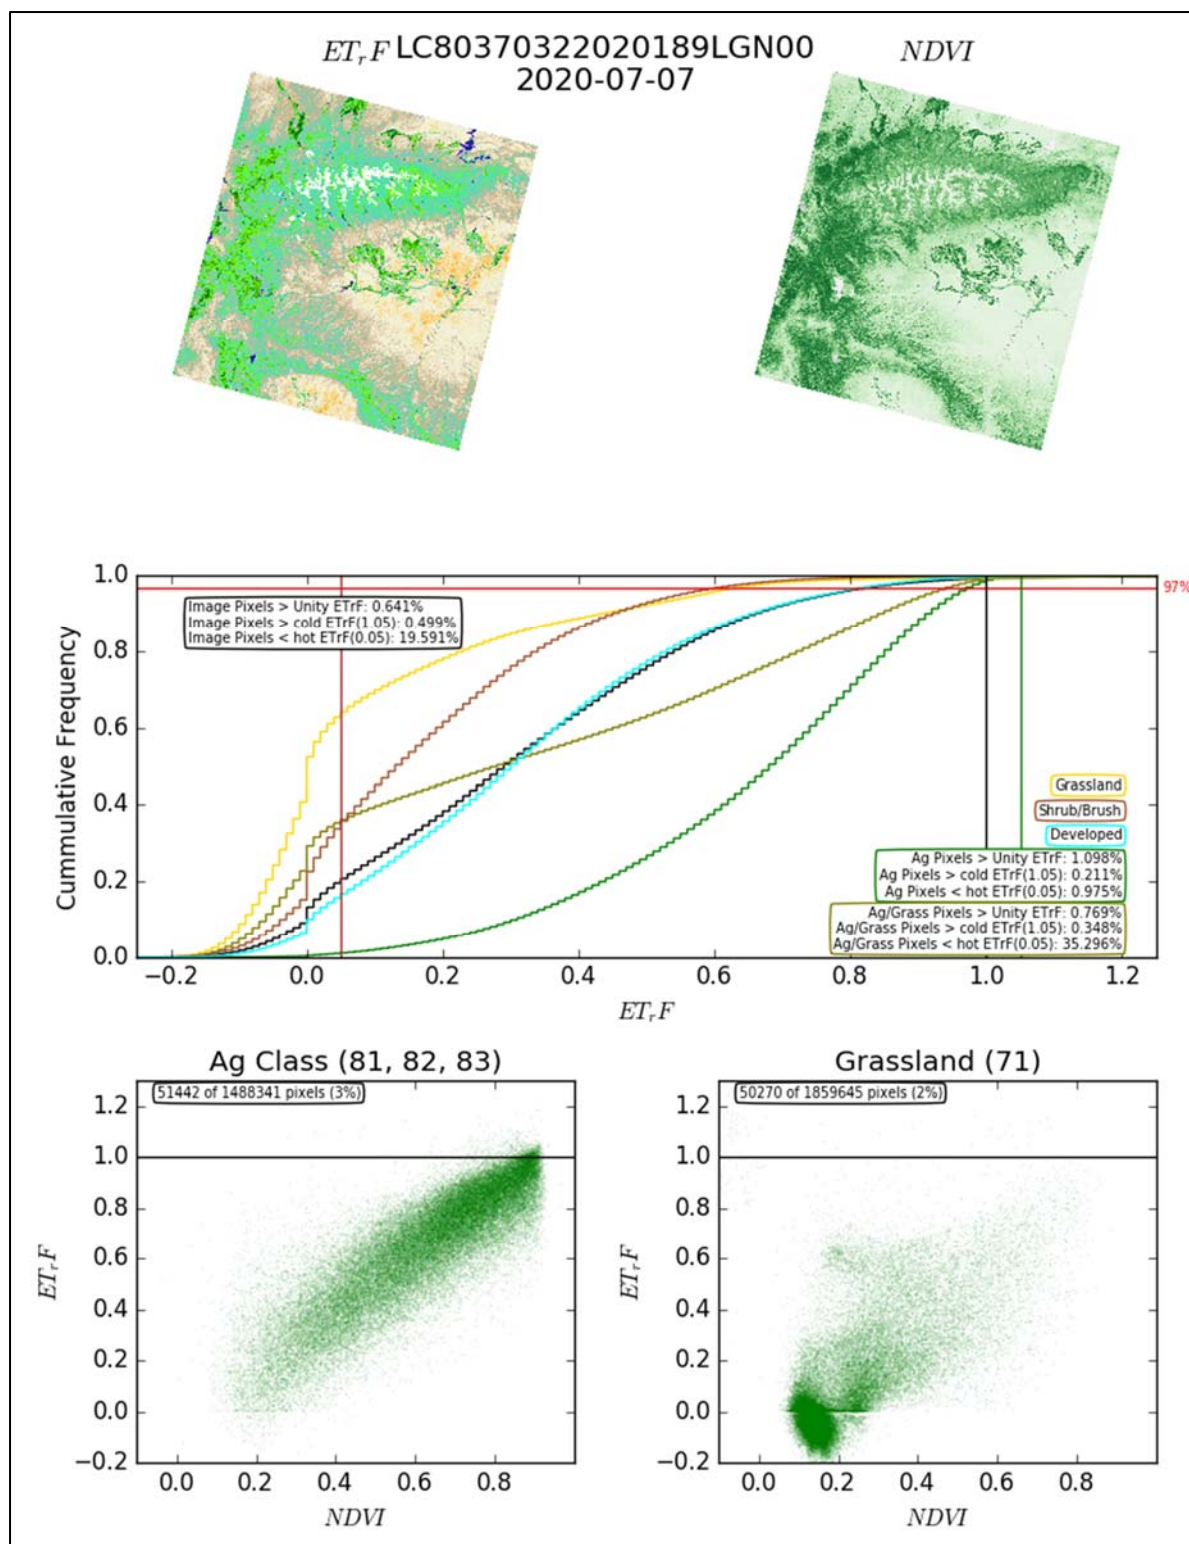 ETrF LC80370322020189LGN00 NDVI
2020-07-07
1.0
0.8
0.6
0.4
0.2
0.0
Cummulative Frequency
97%
Image Pixels > Unity ETrF: 0.641%
Image Pixels > cold ETrF(1.05): 0.499%
Image Pixels < hot ETrF(0.05): 19.591%
Grassland
Shrub/Brush
Developed
Ag Pixels > Unity ETrF: 1.098%
Ag Pixels > cold ETrF(1.05): 0.211%
Ag Pixels < hot ETrF(0.05): 0.975%
Ag/Grass Pixels > Unity ETrF: 0.769%
Ag/Grass Pixels > cold ETrF(1.05): 0.348%
Ag/Grass Pixels < hot ETrF(0.05): 35.296%
−0.2 0.0 0.2 0.4 0.6 0.8 1.0 1.2
ETrF
Ag Class (81, 82, 83)
51442 of 1488341 pixels (3%)
1.2
1.0
0.8
0.6
0.4
0.2
0.0
−0.2
ETrF
0.0 0.2 0.4 0.6 0.8
NDVI
Grassland (71)
50270 of 1859645 pixels (2%)
1.2
1.0
0.8
0.6
0.4
0.2
0.0
−0.2
ETrF
0.0 0.2 0.4 0.6 0.8
NDVI